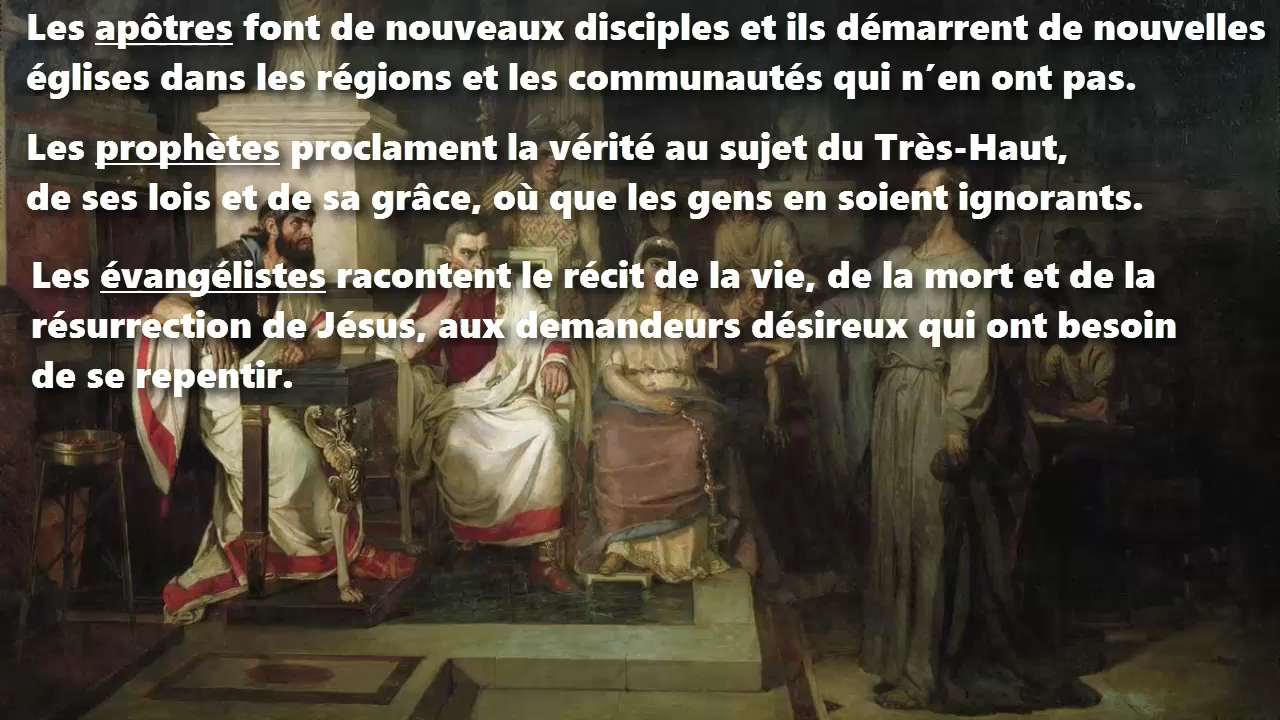 Les apôtres font de nouveaux disciples et ils démarrent de nouvelles
églises dans les régions et les communautés qui n´en ont pas.
Les prophètes proclament la vérité au sujet du Très-Haut,
de ses lois et de sa grâce, où que les gens en soient ignorants.
Les évangélistes racontent le récit de la vie, de la mort et de la
résurrection de Jésus, aux demandeurs désireux qui ont besoin
de se repentir.